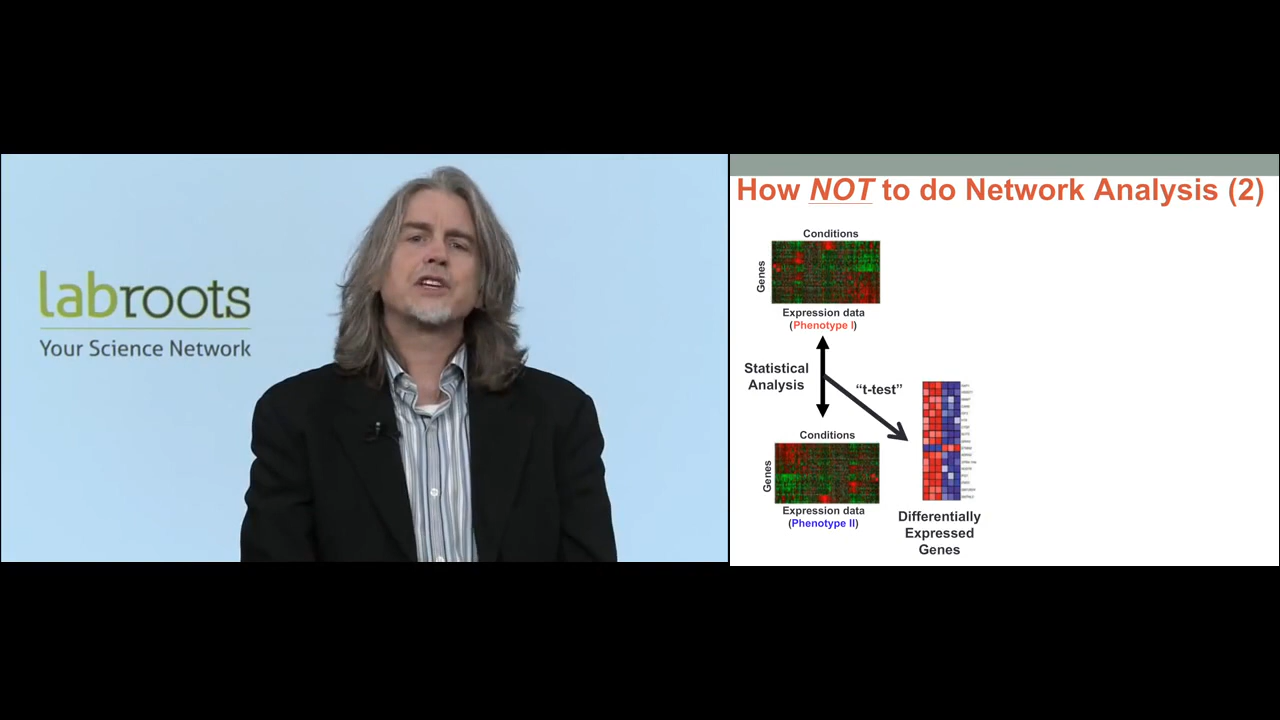 labroots
Your Science Network
How NOT to do Network Analysis (2)
Conditions
Genes
Expression data
(Phenotype I)
Statistical
Analysis
“t-test”
Conditions
Genes
Expression data
(Phenotype II)
Differentially
Expressed
Genes